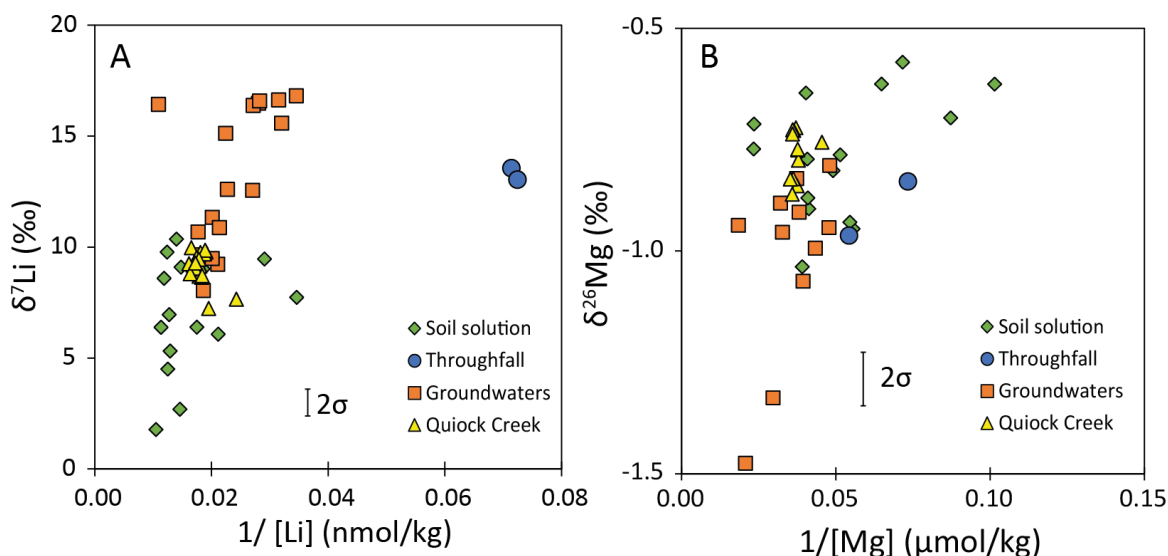 A
20
15
10
5
0
δ⁷Li (‰)
0.00
0.02
0.04
0.06
0.08
1/ [Li] (nmol/kg)
Soil solution
Throughfall
Groundwaters
Quiock Creek
2σ
B
-0.5
-1.0
-1.5
δ²⁶Mg (‰)
0.00
0.05
0.10
0.15
1/[Mg] (μmol/kg)
Soil solution
Throughfall
Groundwaters
Quiock Creek
2σ